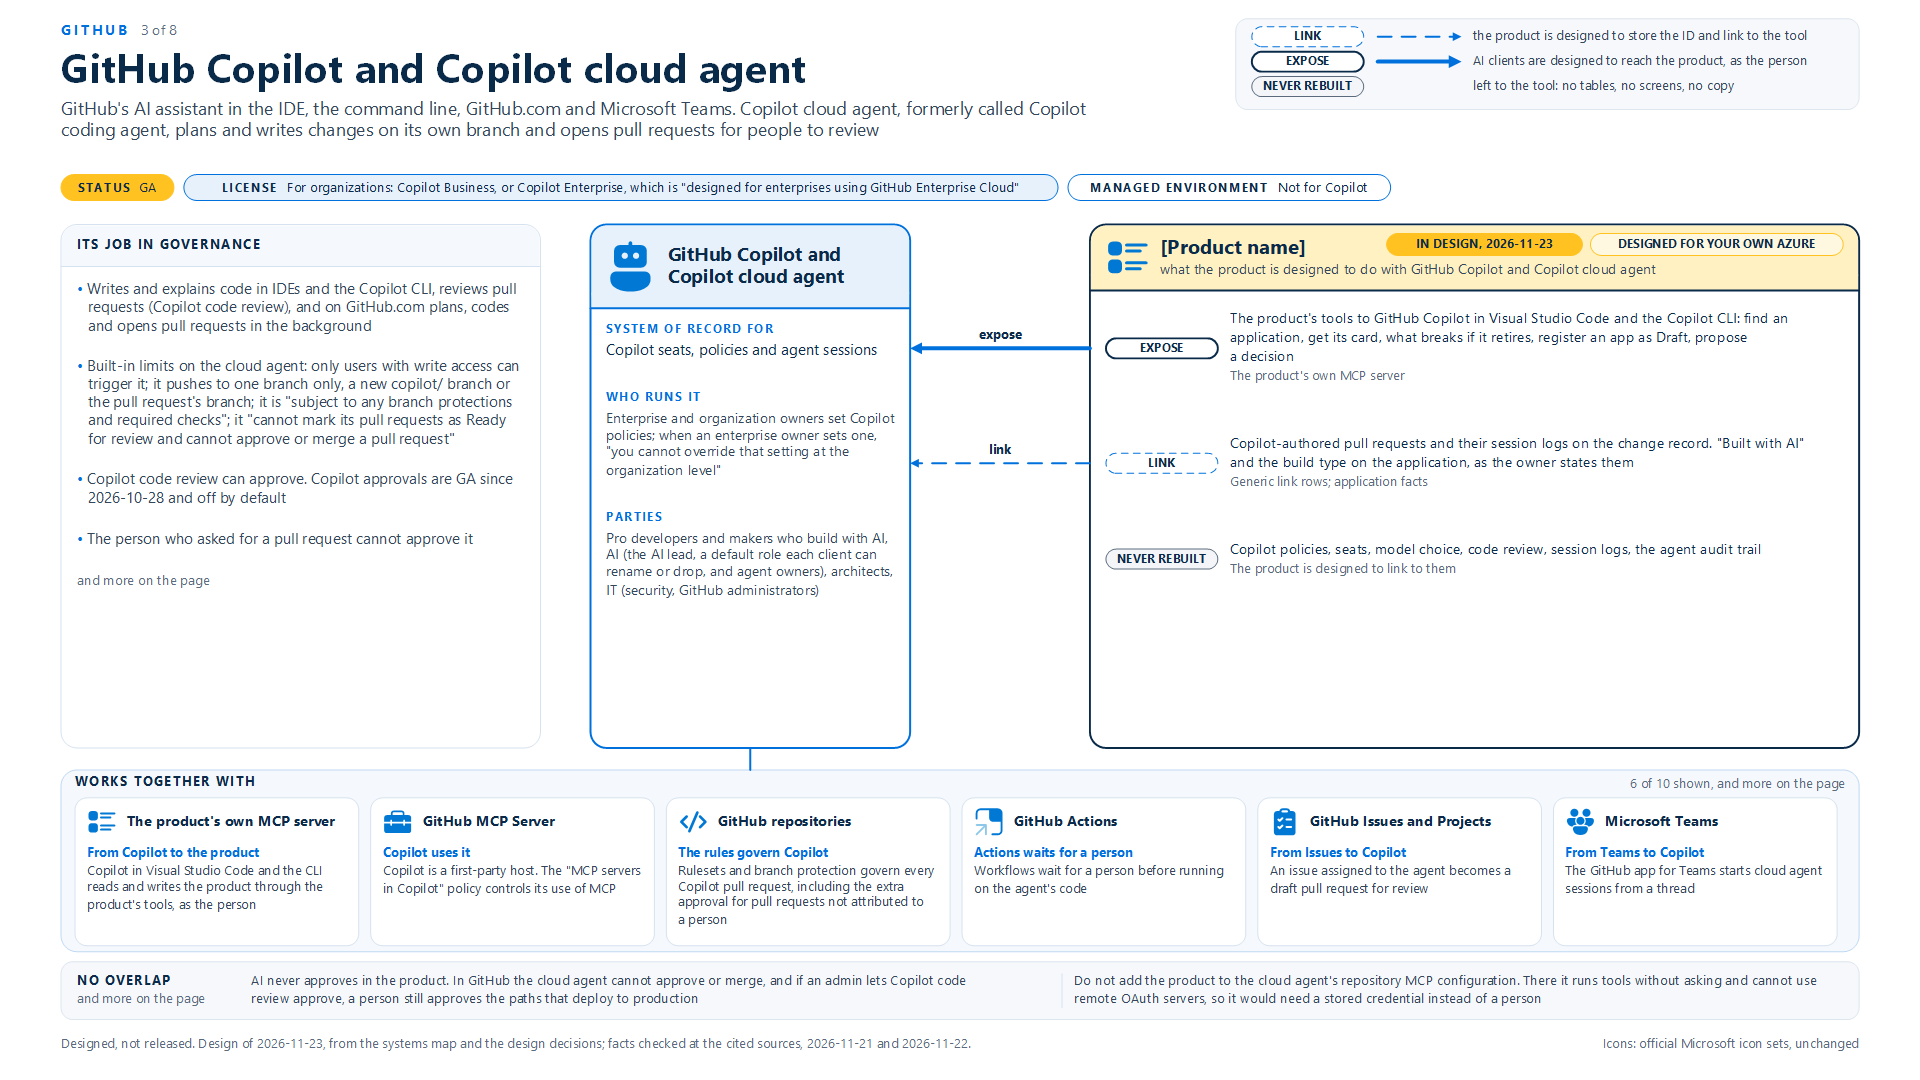 GITHUB 3 of 8
GitHub Copilot and Copilot cloud agent
GitHub's AI assistant in the IDE, the command line, GitHub.com and Microsoft Teams. Copilot cloud agent, formerly called Copilot
coding agent, plans and writes changes on its own branch and opens pull requests for people to review
LINK the product is designed to store the ID and link to the tool
EXPOSE AI clients are designed to reach the product, as the person
NEVER REBUILT left to the tool: no tables, no screens, no copy
STATUS GA
LICENSE For organizations: Copilot Business, or Copilot Enterprise, which is "designed for enterprises using GitHub Enterprise Cloud"
MANAGED ENVIRONMENT Not for Copilot
ITS JOB IN GOVERNANCE
• Writes and explains code in IDEs and the Copilot CLI, reviews pull
requests (Copilot code review), and on GitHub.com plans, codes
and opens pull requests in the background
• Built-in limits on the cloud agent: only users with write access can
trigger it; it pushes to one branch only, a new copilot/ branch or
the pull request's branch; it is "subject to any branch protections
and required checks"; it "cannot mark its pull requests as Ready
for review and cannot approve or merge a pull request"
• Copilot code review can approve. Copilot approvals are GA since
2026-10-28 and off by default
• The person who asked for a pull request cannot approve it
and more on the page
GitHub Copilot and
Copilot cloud agent
SYSTEM OF RECORD FOR
Copilot seats, policies and agent sessions
WHO RUNS IT
Enterprise and organization owners set Copilot
policies; when an enterprise owner sets one,
"you cannot override that setting at the
organization level"
PARTIES
Pro developers and makers who build with AI,
AI (the AI lead, a default role each client can
rename or drop, and agent owners), architects,
IT (security, GitHub administrators)
expose
link
[Product name]
IN DESIGN, 2026-11-23
DESIGNED FOR YOUR OWN AZURE
what the product is designed to do with GitHub Copilot and Copilot cloud agent
EXPOSE
The product's tools to GitHub Copilot in Visual Studio Code and the Copilot CLI: find an
application, get its card, what breaks if it retires, register an app as Draft, propose
a decision
The product's own MCP server
LINK
Copilot-authored pull requests and their session logs on the change record. "Built with AI"
and the build type on the application, as the owner states them
Generic link rows; application facts
NEVER REBUILT
Copilot policies, seats, model choice, code review, session logs, the agent audit trail
The product is designed to link to them
WORKS TOGETHER WITH
6 of 10 shown, and more on the page
The product's own MCP server
From Copilot to the product
Copilot in Visual Studio Code and the CLI
reads and writes the product through the
product's tools, as the person
GitHub MCP Server
Copilot uses it
Copilot is a first-party host. The "MCP servers
in Copilot" policy controls its use of MCP
GitHub repositories
The rules govern Copilot
Rulesets and branch protection govern every
Copilot pull request, including the extra
approval for pull requests not attributed to
a person
GitHub Actions
Actions waits for a person
Workflows wait for a person before running
on the agent's code
GitHub Issues and Projects
From Issues to Copilot
An issue assigned to the agent becomes a
draft pull request for review
Microsoft Teams
From Teams to Copilot
The GitHub app for Teams starts cloud agent
sessions from a thread
NO OVERLAP
and more on the page
AI never approves in the product. In GitHub the cloud agent cannot approve or merge, and if an admin lets Copilot code
review approve, a person still approves the paths that deploy to production
Do not add the product to the cloud agent's repository MCP configuration. There it runs tools without asking and cannot use
remote OAuth servers, so it would need a stored credential instead of a person
Designed, not released. Design of 2026-11-23, from the systems map and the design decisions; facts checked at the cited sources, 2026-11-21 and 2026-11-22.
Icons: official Microsoft icon sets, unchanged